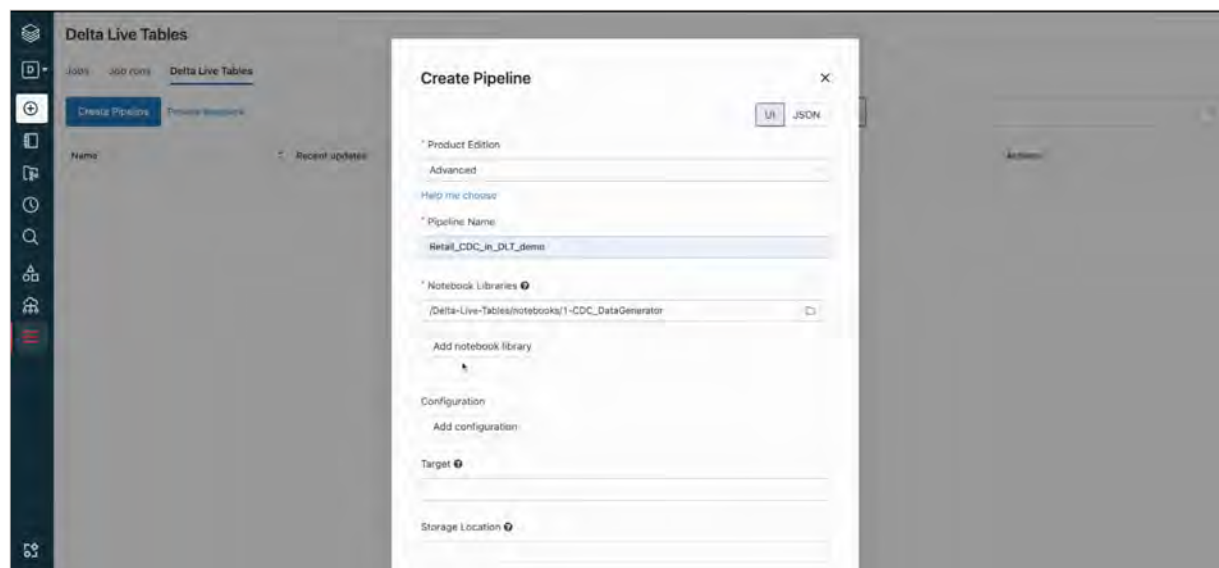 Delta Live Tables
D
Jobs Job runs Delta Live Tables
Create Pipeline
Name Recent updates Actions
Create Pipeline
UI JSON
* Product Edition
Advanced
Help me choose
* Pipeline Name
Retail_CDC_in_DLT_demo
* Notebook Libraries
/Delta-Live-Tables/notebooks/1-CDC_DataGenerator
Add notebook library
Configuration
Add configuration
Target
Storage Location